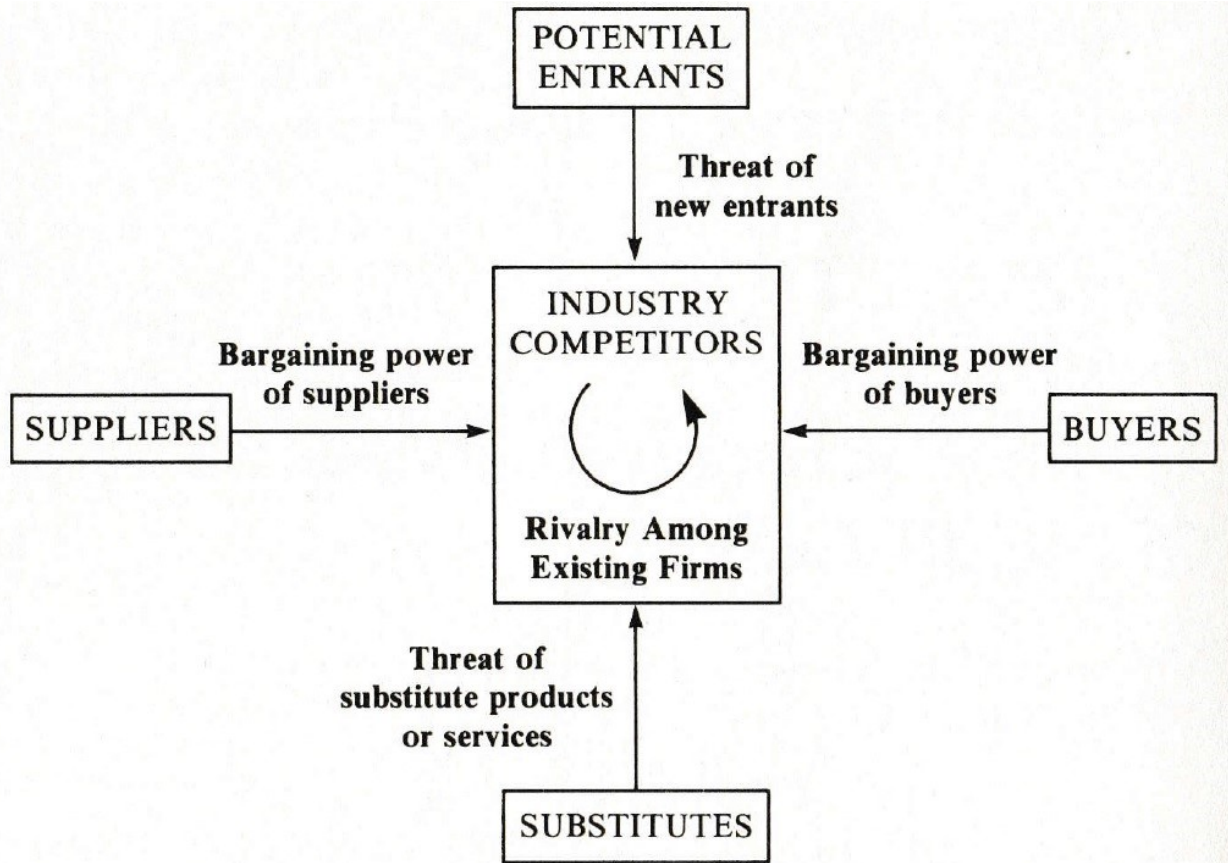 POTENTIAL
ENTRANTS
Threat of
new entrants
INDUSTRY
COMPETITORS
Bargaining power
of suppliers
Bargaining power
of buyers
SUPPLIERS
BUYERS
Rivalry Among
Existing Firms
Threat of
substitute products
or services
SUBSTITUTES